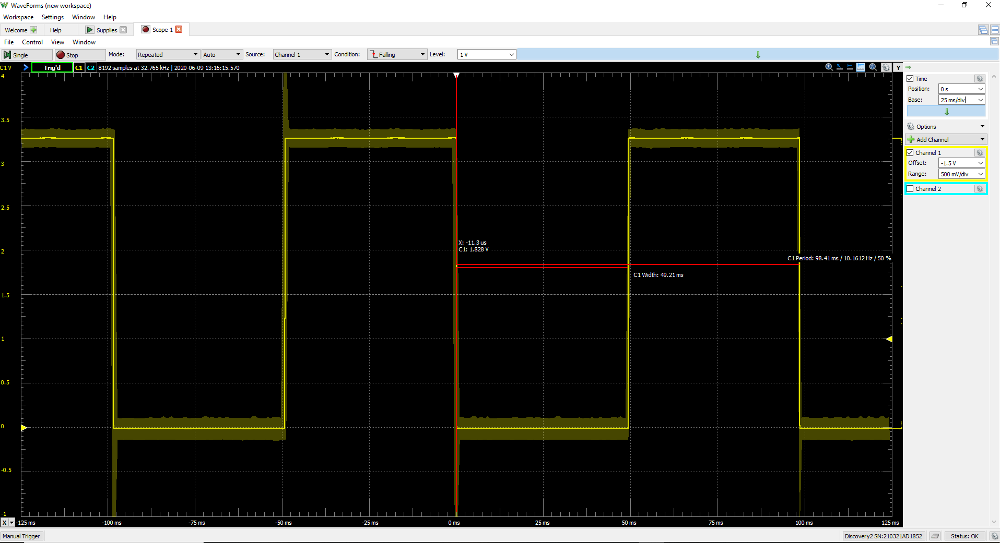 WaveForms (new workspace)
Workspace Settings Window Help
Welcome Help Supplies Scope 1
File Control View Window
Single Stop Mode: Repeated Auto Source: Channel 1 Condition: Falling Level: 1 V
C1 V Trig'd C1 C2 8192 samples at 32.765 kHz | 2020-06-09 13:16:15.570 Y
4
3.5
3
2.5
2
1.5
1
0.5
0
-0.5
-1
X: -11.3 us
C1: 1.828 V
C1 Period: 98.41 ms / 10.1612 Hz / 50 %
C1 Width: 49.21 ms
X -125 ms -100 ms -75 ms -50 ms -25 ms 0 ms 25 ms 50 ms 75 ms 100 ms 125 ms
Time
Position: 0 s
Base: 25 ms/div
Options
Add Channel
Channel 1
Offset: -1.5 V
Range: 500 mV/div
Channel 2
Manual Trigger Discovery2 SN:210321AD1852 Status: OK